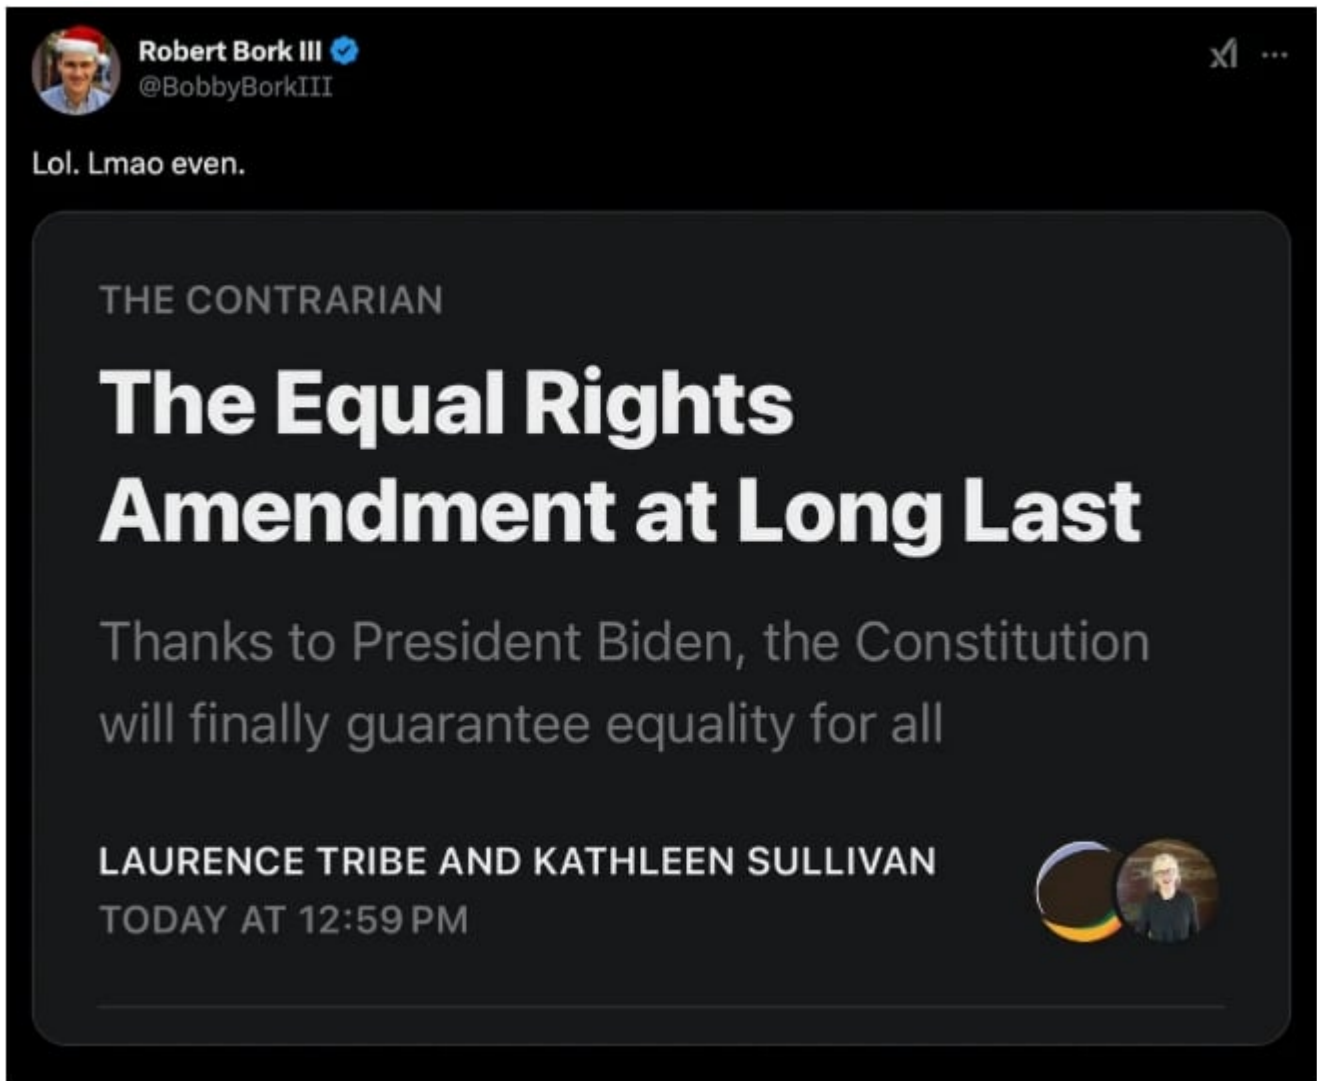 Robert Bork III
@BobbyBorkIII
Lol. Lmao even.
THE CONTRARIAN
The Equal Rights
Amendment at Long Last
Thanks to President Biden, the Constitution
will finally guarantee equality for all
LAURENCE TRIBE AND KATHLEEN SULLIVAN
TODAY AT 12:59 PM